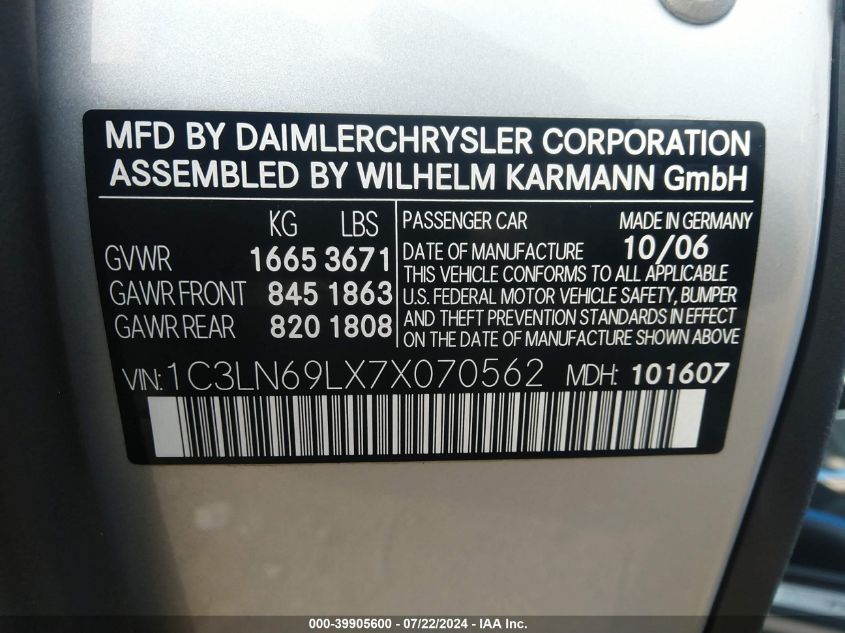 MFD BY DAIMLERCHRYSLER CORPORATION
ASSEMBLED BY WILHELM KARMANN GmbH
KG LBS
GVWR 1665 3671
GAWR FRONT 845 1863
GAWR REAR 820 1808
PASSENGER CAR MADE IN GERMANY
DATE OF MANUFACTURE 10/06
THIS VEHICLE CONFORMS TO ALL APPLICABLE
U.S. FEDERAL MOTOR VEHICLE SAFETY, BUMPER
AND THEFT PREVENTION STANDARDS IN EFFECT
ON THE DATE OF MANUFACTURE SHOWN ABOVE
VIN: 1C3LN69LX7X070562 MDH: 101607
000-39905600 - 07/22/2024 - IAA Inc.